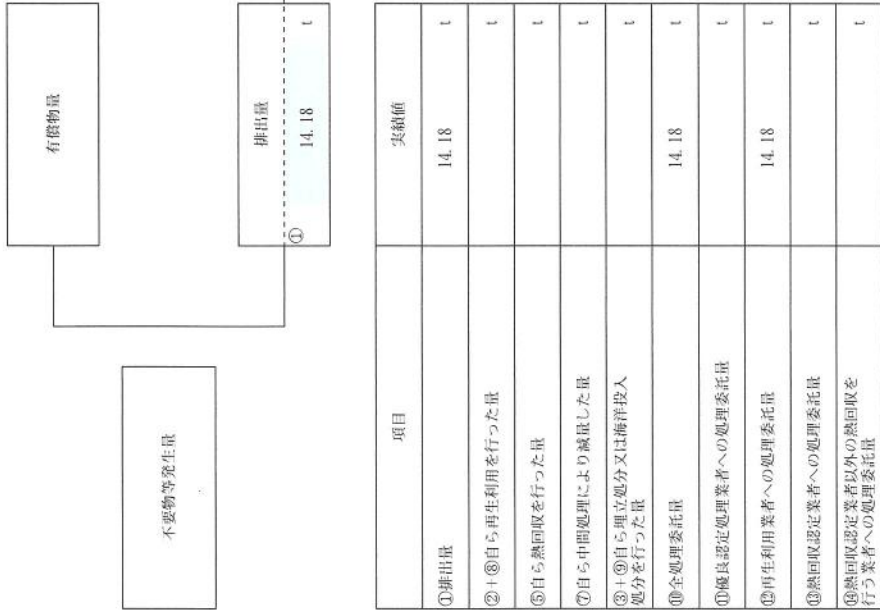 不要物等発生量
有償物量
排出量
① 14.18 t
項目 実績値
①排出量 14.18 t
②+⑧自ら再生利用を行った量 t
⑤自ら熱回収を行った量 t
⑦自ら中間処理により減量した量 t
③+⑨自ら埋立処分又は海洋投入
処分を行った量 t
⑩全処理委託量 14.18 t
⑪優良認定処理業者への処理委託量 t
⑫再生利用業者への処理委託量 14.18 t
⑬熱回収認定業者への処理委託量 t
⑭熱回収認定業者以外の熱回収を
行う業者への処理委託量 t